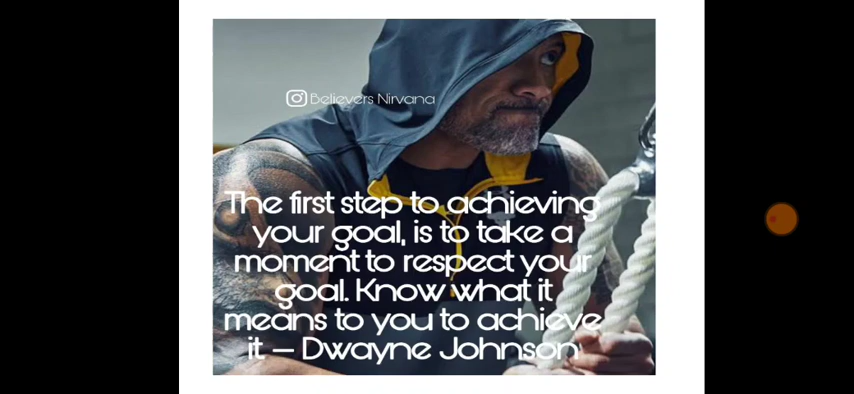 Believers Nirvana
The first step to achieving
your goal, is to take a
moment to respect your
goal. Know what it
means to you to achieve
it — Dwayne Johnson